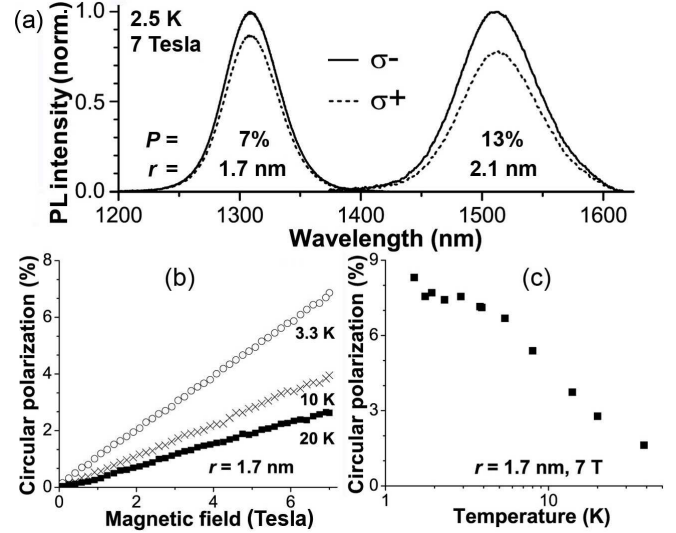 (a)
2.5 K
7 Tesla
σ-
σ+
P = 7% 13%
r = 1.7 nm 2.1 nm
PL intensity (norm.)
1.0
0.5
0.0
1200 1300 1400 1500 1600
Wavelength (nm)
(b)
Circular polarization (%)
8
6
4
2
0
3.3 K
10 K
20 K
r = 1.7 nm
0 2 4 6
Magnetic field (Tesla)
(c)
Circular polarization (%)
9
6
3
0
r = 1.7 nm, 7 T
1 10
Temperature (K)